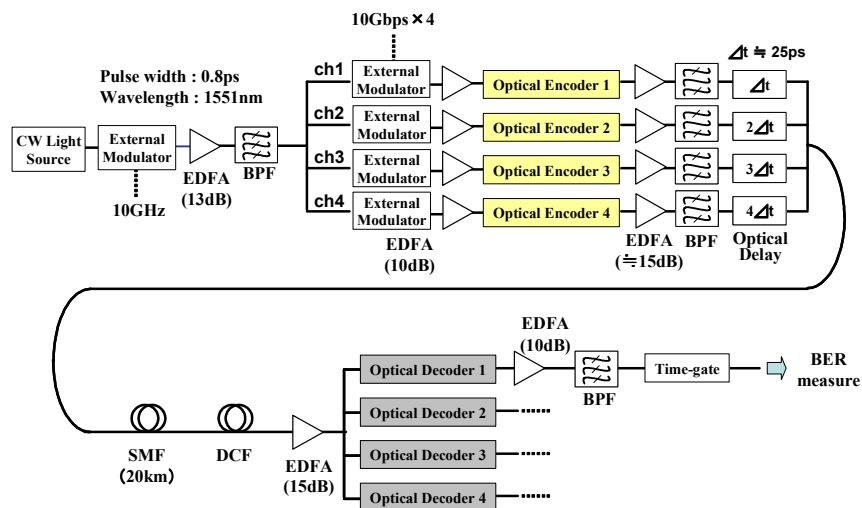 10Gbps×4
Pulse width : 0.8ps
Wavelength : 1551nm
CW Light
Source
External
Modulator
10GHz
EDFA
(13dB)
BPF
ch1
External
Modulator
Optical Encoder 1
⊿t ≒ 25ps
⊿t
ch2
External
Modulator
Optical Encoder 2
2⊿t
ch3
External
Modulator
Optical Encoder 3
3⊿t
ch4
External
Modulator
Optical Encoder 4
4⊿t
EDFA
(10dB)
EDFA
(≒15dB)
BPF
Optical
Delay
SMF
(20km)
DCF
EDFA
(15dB)
Optical Decoder 1
EDFA
(10dB)
BPF
Time-gate
BER
measure
Optical Decoder 2
Optical Decoder 3
Optical Decoder 4